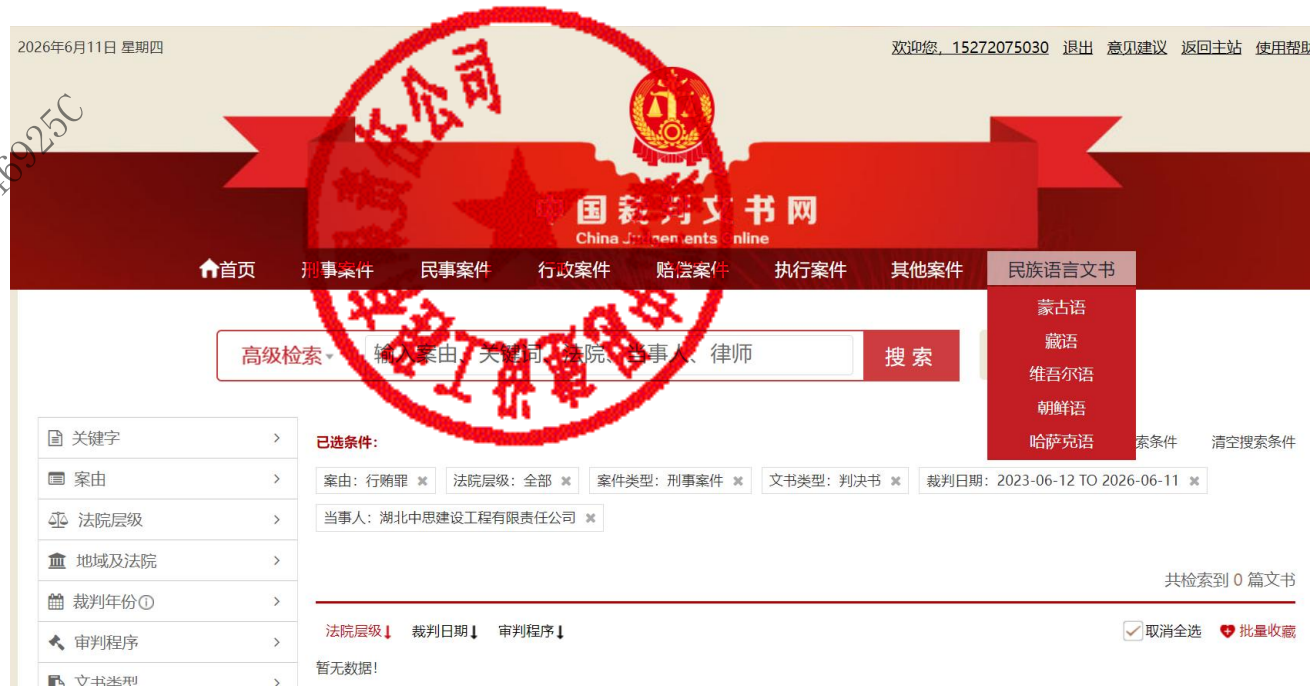 2026年6月11日 星期四
欢迎您，15272075030 退出 意见建议 返回主站 使用帮助
6925C
中国裁判文书网
China Judgements Online
首页 刑事案件 民事案件 行政案件 赔偿案件 执行案件 其他案件 民族语言文书
蒙古语
藏语
维吾尔语
朝鲜语
哈萨克语
高级检索 输入案由、关键词、法院、当事人、律师 搜索
关键字
案由
法院层级
地域及法院
裁判年份
审判程序
文书类型
已选条件：
索条件 清空搜索条件
案由：行贿罪 × 法院层级：全部 × 案件类型：刑事案件 × 文书类型：判决书 × 裁判日期：2023-06-12 TO 2026-06-11 ×
当事人：湖北中思建设工程有限责任公司 ×
共检索到 0 篇文书
法院层级 裁判日期 审判程序
取消全选 批量收藏
暂无数据！